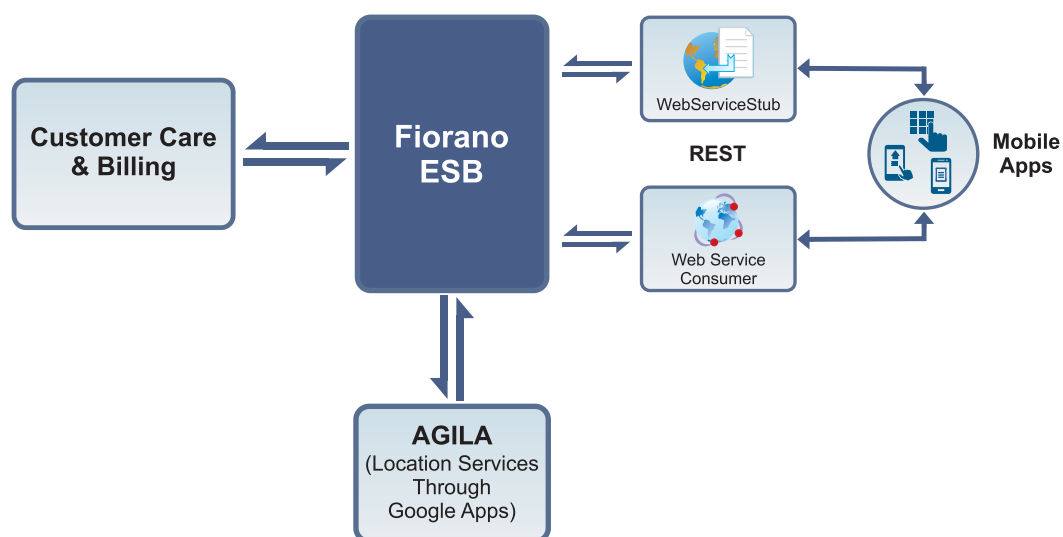 Customer Care
& Billing
Fiorano
ESB
WebServiceStub
REST
Web Service
Consumer
Mobile
Apps
AGILA
(Location Services
Through
Google Apps)